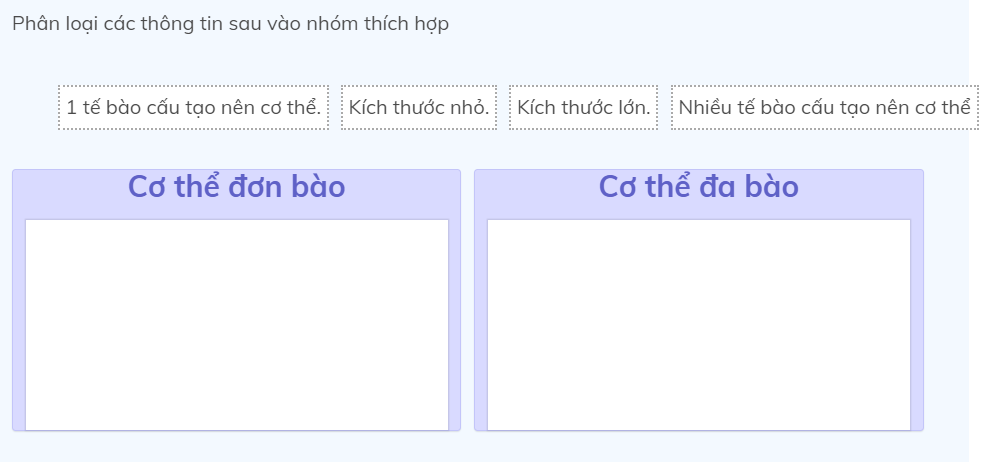 Phân loại các thông tin sau vào nhóm thích hợp
1 tế bào cấu tạo nên cơ thể. Kích thước nhỏ. Kích thước lớn. Nhiều tế bào cấu tạo nên cơ thể
Cơ thể đơn bào Cơ thể đa bào